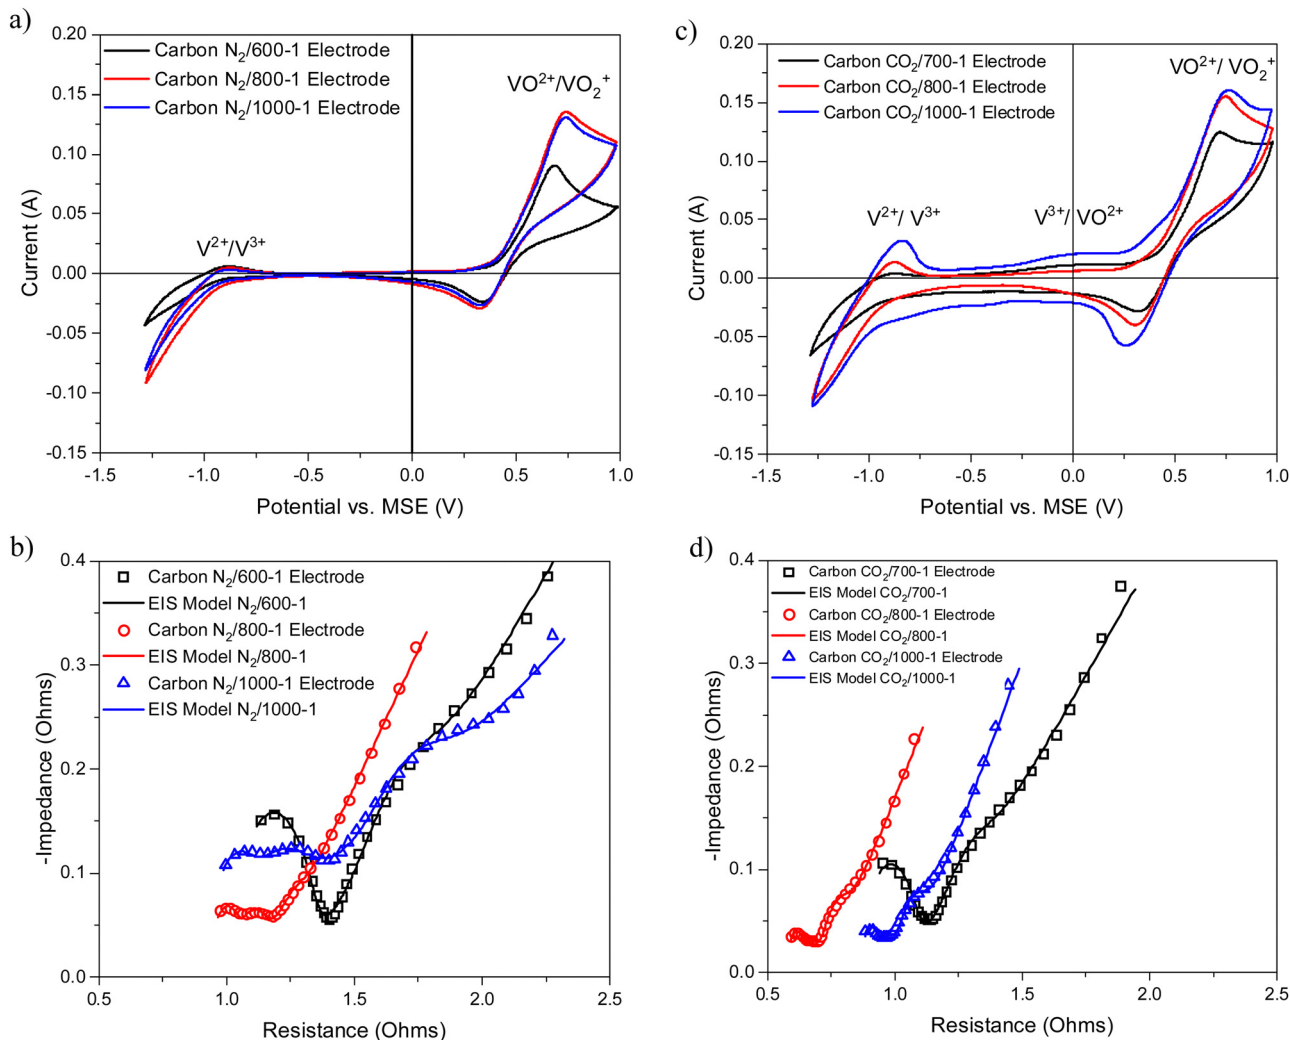 a)
0.20
0.15
0.10
0.05
0.00
-0.05
-0.10
-0.15
Current (A)
Carbon N₂/600-1 Electrode
Carbon N₂/800-1 Electrode
Carbon N₂/1000-1 Electrode
VO²⁺/VO₂⁺
V²⁺/V³⁺
-1.5
-1.0
-0.5
0.0
0.5
1.0
Potential vs. MSE (V)
c)
0.20
0.15
0.10
0.05
0.00
-0.05
-0.10
-0.15
Current (A)
Carbon CO₂/700-1 Electrode
Carbon CO₂/800-1 Electrode
Carbon CO₂/1000-1 Electrode
VO²⁺/ VO₂⁺
V²⁺/ V³⁺
V³⁺/ VO²⁺
-1.5
-1.0
-0.5
0.0
0.5
1.0
Potential vs. MSE (V)
b)
0.4
0.3
0.2
0.1
0.0
-Impedance (Ohms)
Carbon N₂/600-1 Electrode
EIS Model N₂/600-1
Carbon N₂/800-1 Electrode
EIS Model N₂/800-1
Carbon N₂/1000-1 Electrode
EIS Model N₂/1000-1
0.5
1.0
1.5
2.0
2.5
Resistance (Ohms)
d)
0.4
0.3
0.2
0.1
0.0
-Impedance (Ohms)
Carbon CO₂/700-1 Electrode
EIS Model CO₂/700-1
Carbon CO₂/800-1 Electrode
EIS Model CO₂/800-1
Carbon CO₂/1000-1 Electrode
EIS Model CO₂/1000-1
0.5
1.0
1.5
2.0
2.5
Resistance (Ohms)